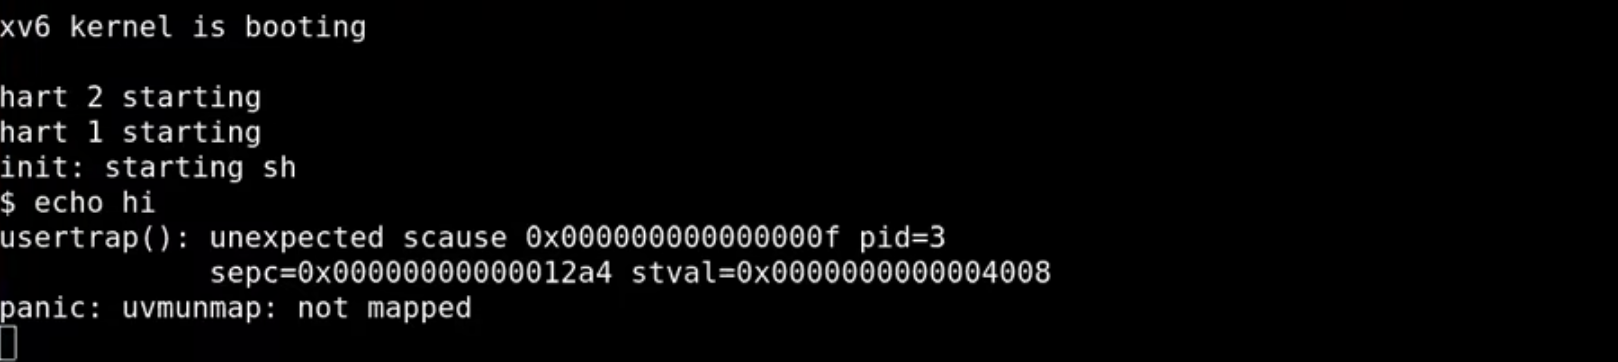 xv6 kernel is booting
hart 2 starting
hart 1 starting
init: starting sh
$ echo hi
usertrap(): unexpected scause 0x000000000000000f pid=3
sepc=0x00000000000012a4 stval=0x0000000000004008
panic: uvmunmap: not mapped